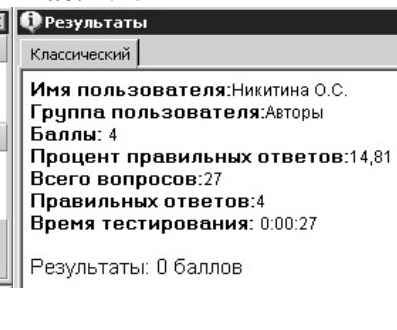 Результаты
Классический
Имя пользователя:Никитина О.С.
Группа пользователя:Авторы
Баллы: 4
Процент правильных ответов:14,81
Всего вопросов:27
Правильных ответов:4
Время тестирования: 0:00:27
Результаты: 0 баллов